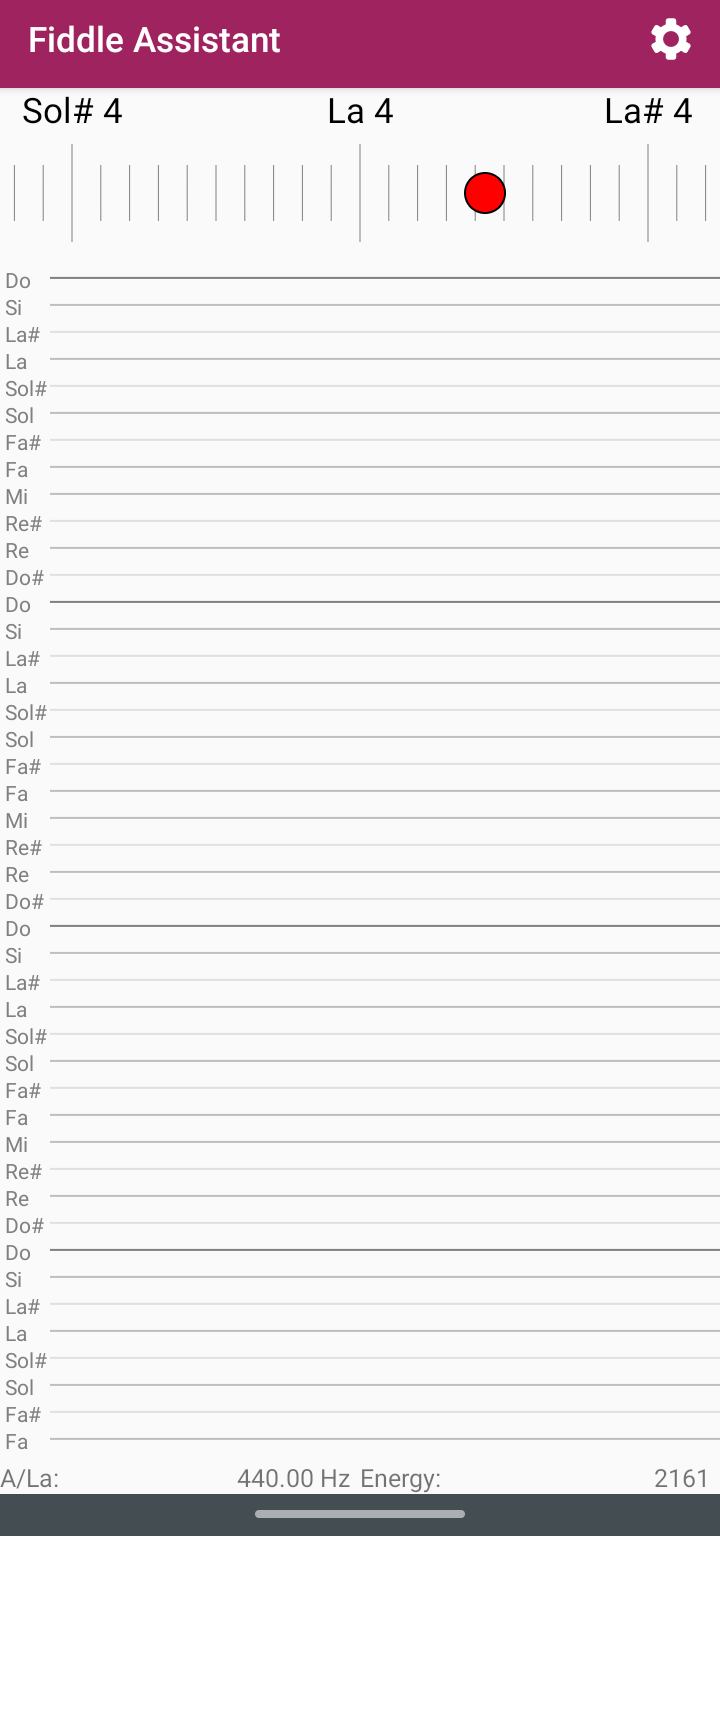 Fiddle Assistant
Sol# 4 La 4 La# 4
Do
Si
La#
La
Sol#
Sol
Fa#
Fa
Mi
Re#
Re
Do#
Do
Si
La#
La
Sol#
Sol
Fa#
Fa
Mi
Re#
Re
Do#
Do
Si
La#
La
Sol#
Sol
Fa#
Fa
Mi
Re#
Re
Do#
Do
Si
La#
La
Sol#
Sol
Fa#
Fa
A/La: 440.00 Hz Energy: 2161